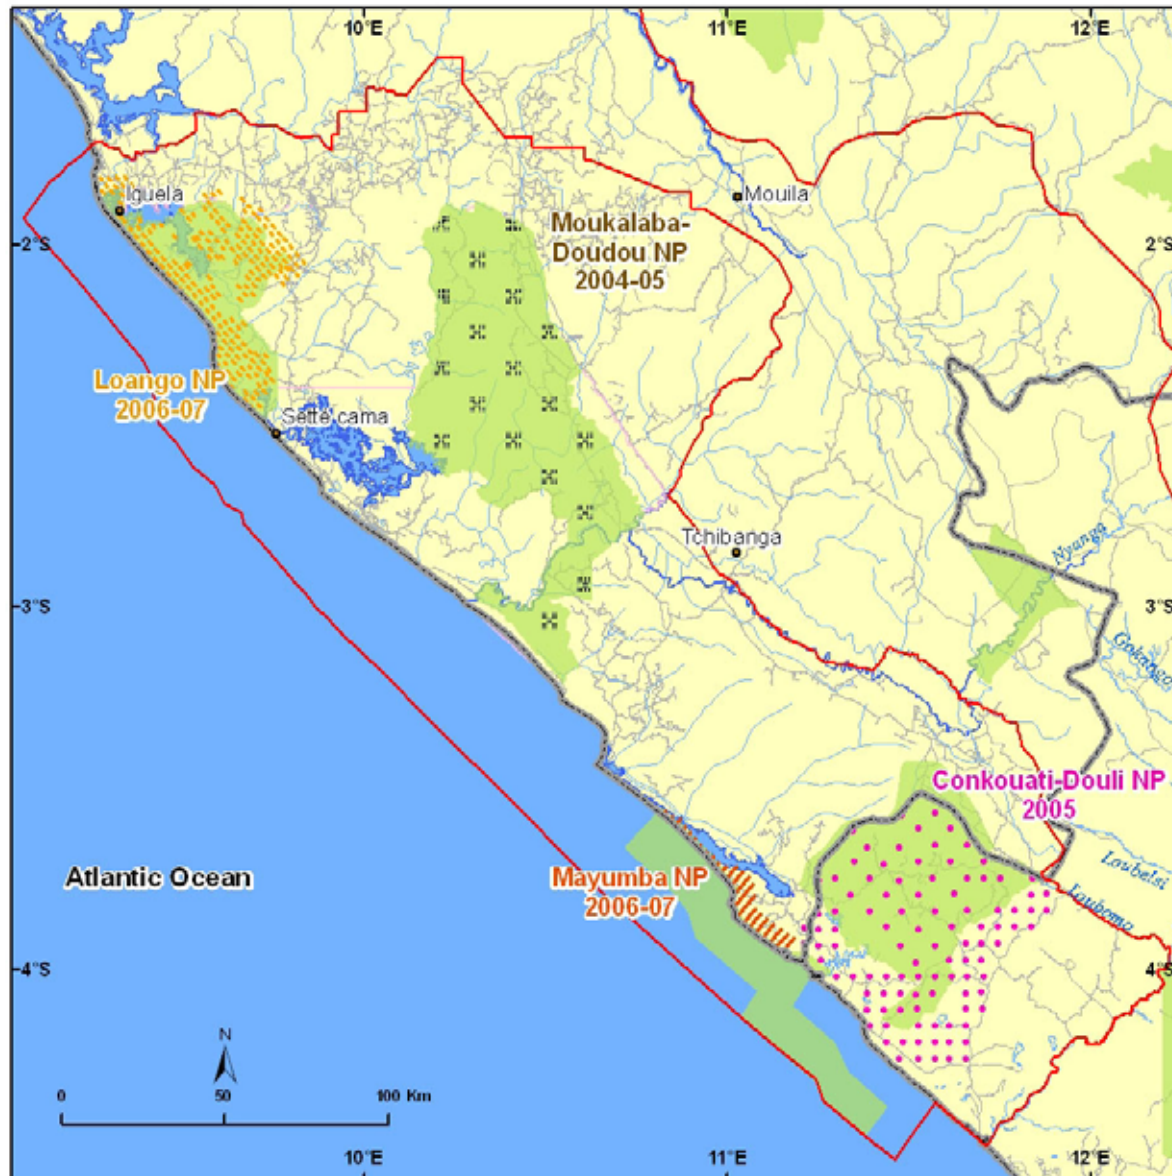 10°E 11°E 12°E
Iguela
Mouila
Moukalaba-
Doudou NP
2004-05
2°S 2°S
Loango NP
2006-07
Sette cama
Tchibanga
Nyanga
3°S 3°S
Conkouati-Douli NP
2005
Atlantic Ocean
Mayumba NP
2006-07
Loubomo
4°S 4°S
N
0 50 100 Km
10°E 11°E 12°E